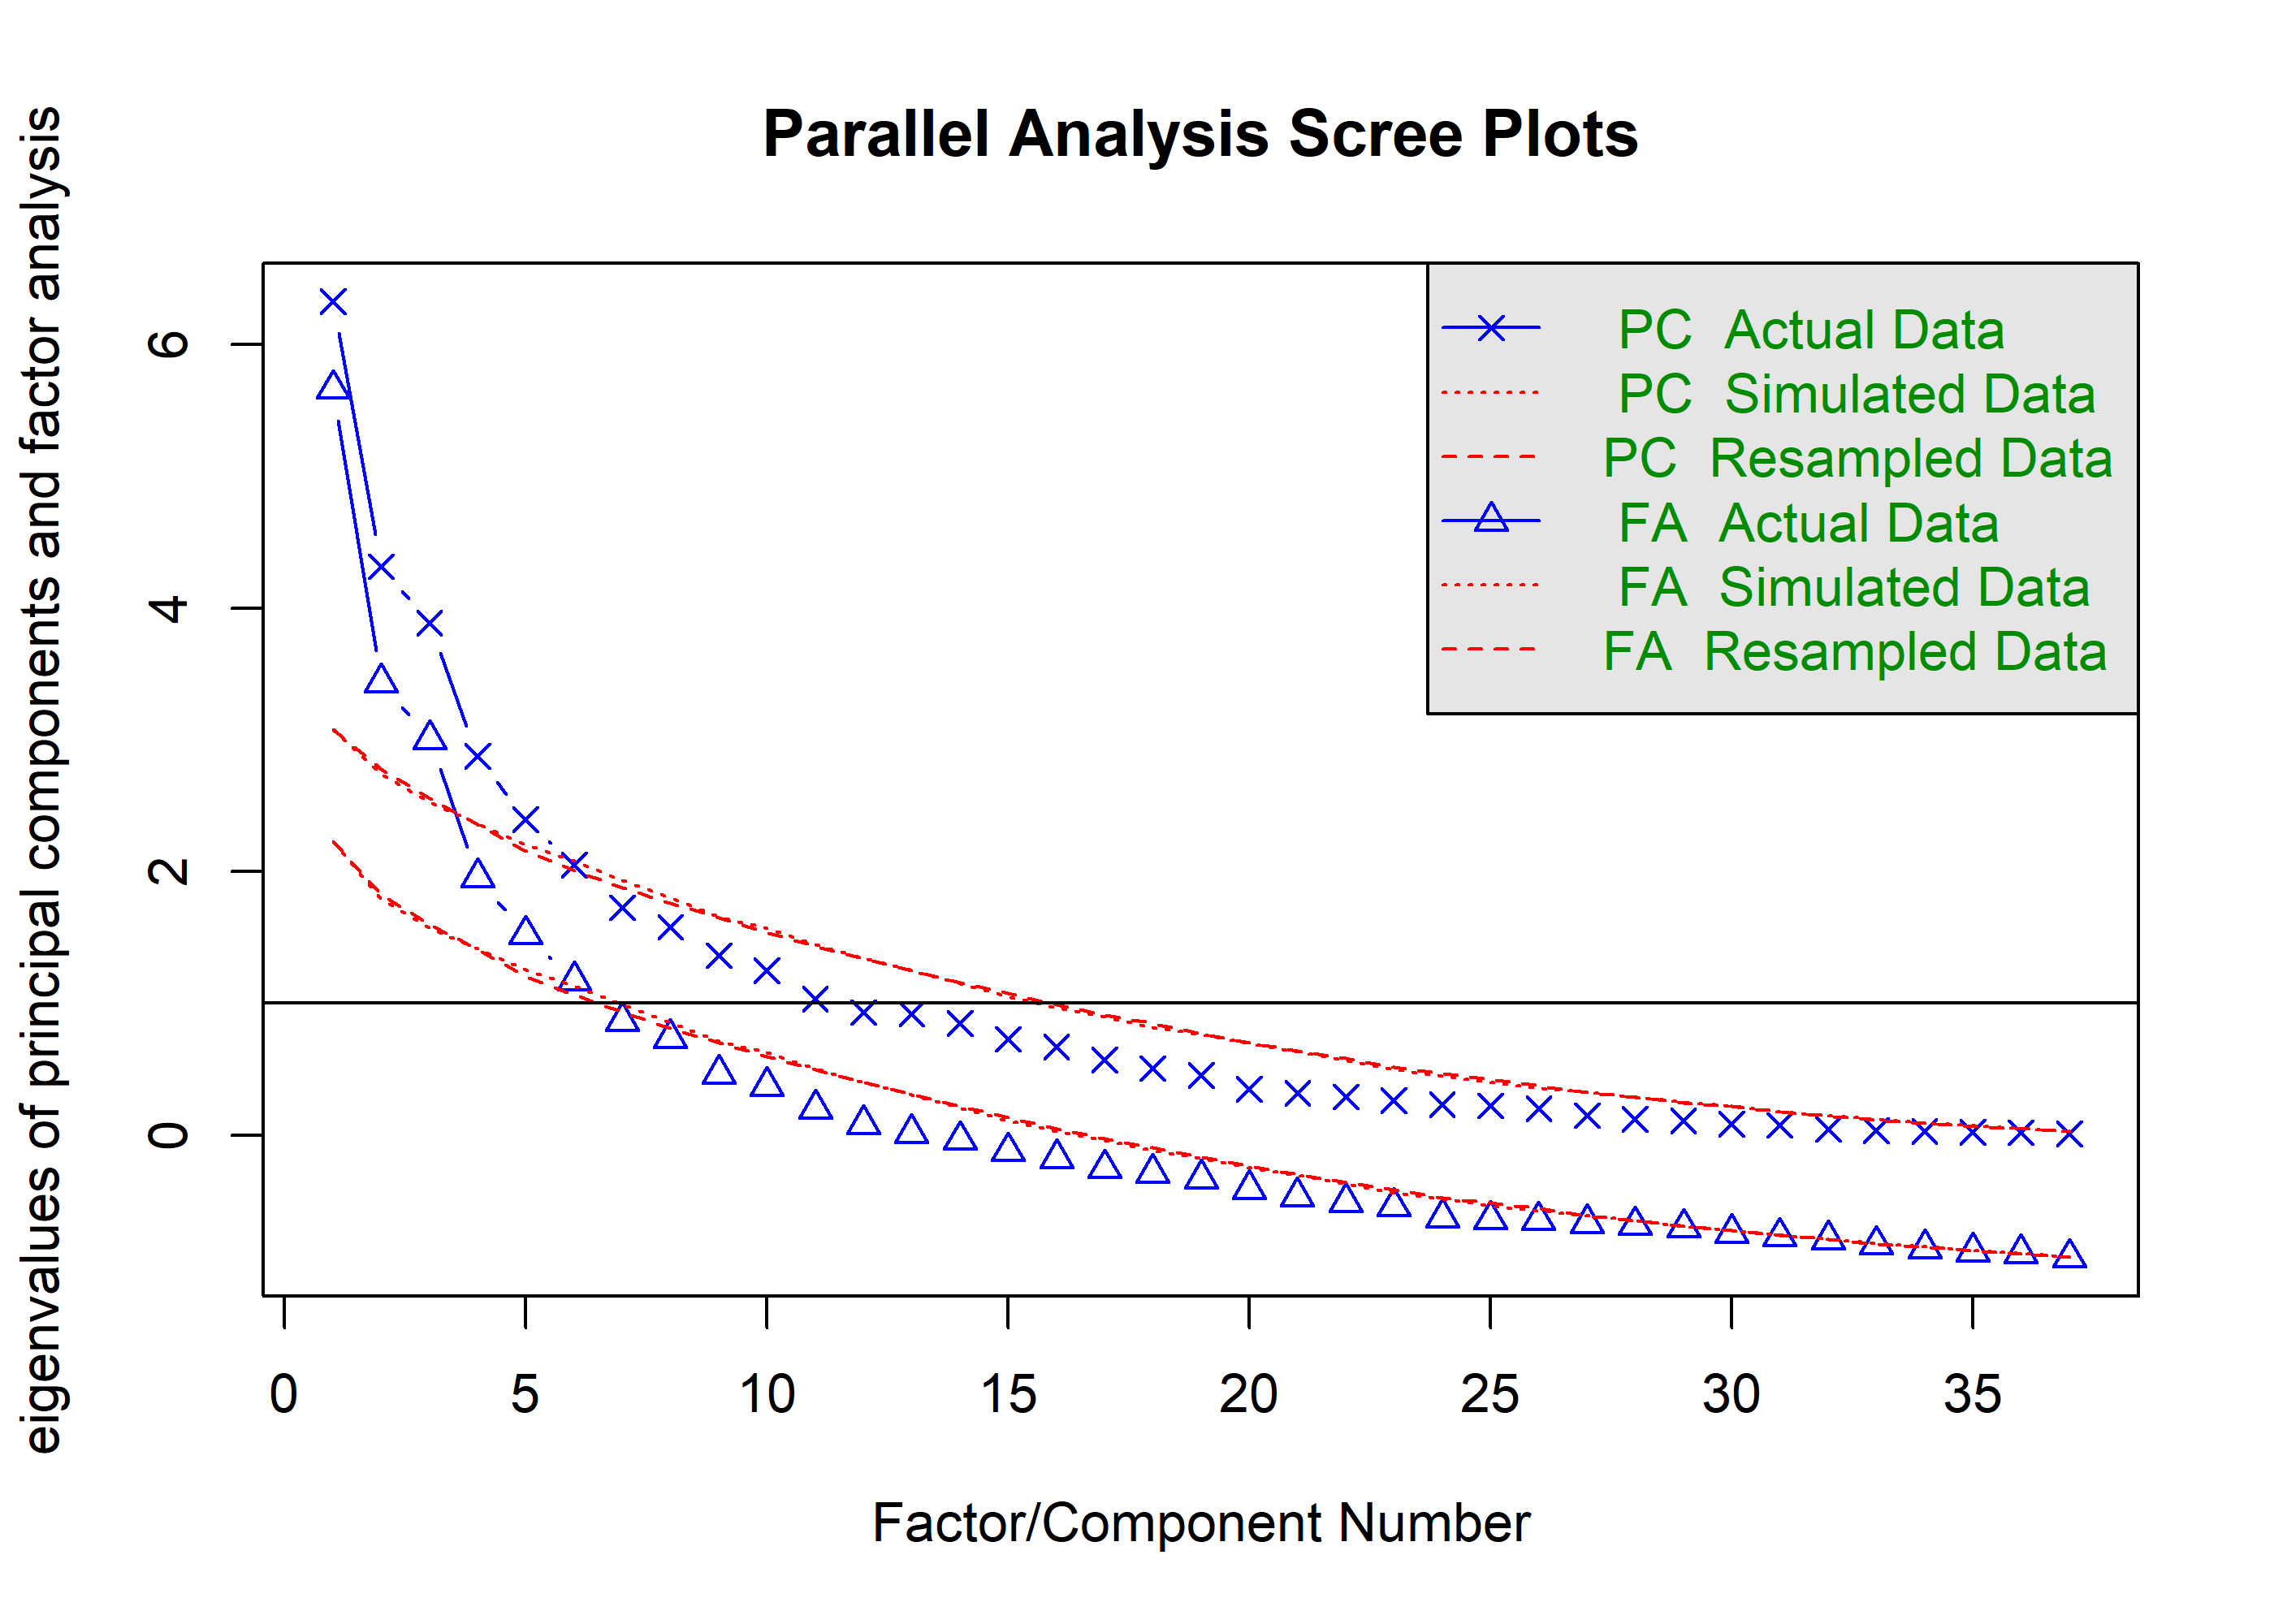 Parallel Analysis Scree Plots
eigenvalues of principal components and factor analysis
6
4
2
0
PC Actual Data
PC Simulated Data
PC Resampled Data
FA Actual Data
FA Simulated Data
FA Resampled Data
0 5 10 15 20 25 30 35
Factor/Component Number